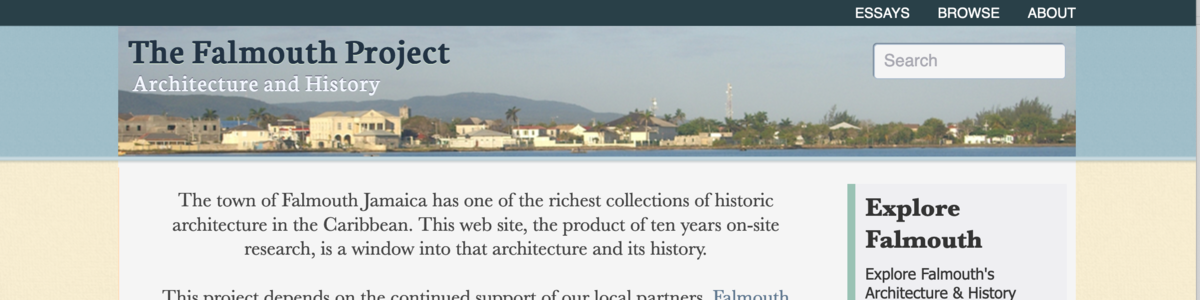 ESSAYS BROWSE ABOUT
The Falmouth Project
Search
Architecture and History
The town of Falmouth Jamaica has one of the richest collections of historic
architecture in the Caribbean. This web site, the product of ten years on-site
research, is a window into that architecture and its history.
This project depends on the continued support of our local partners, Falmouth
Explore
Falmouth
Explore Falmouth's
Architecture & History